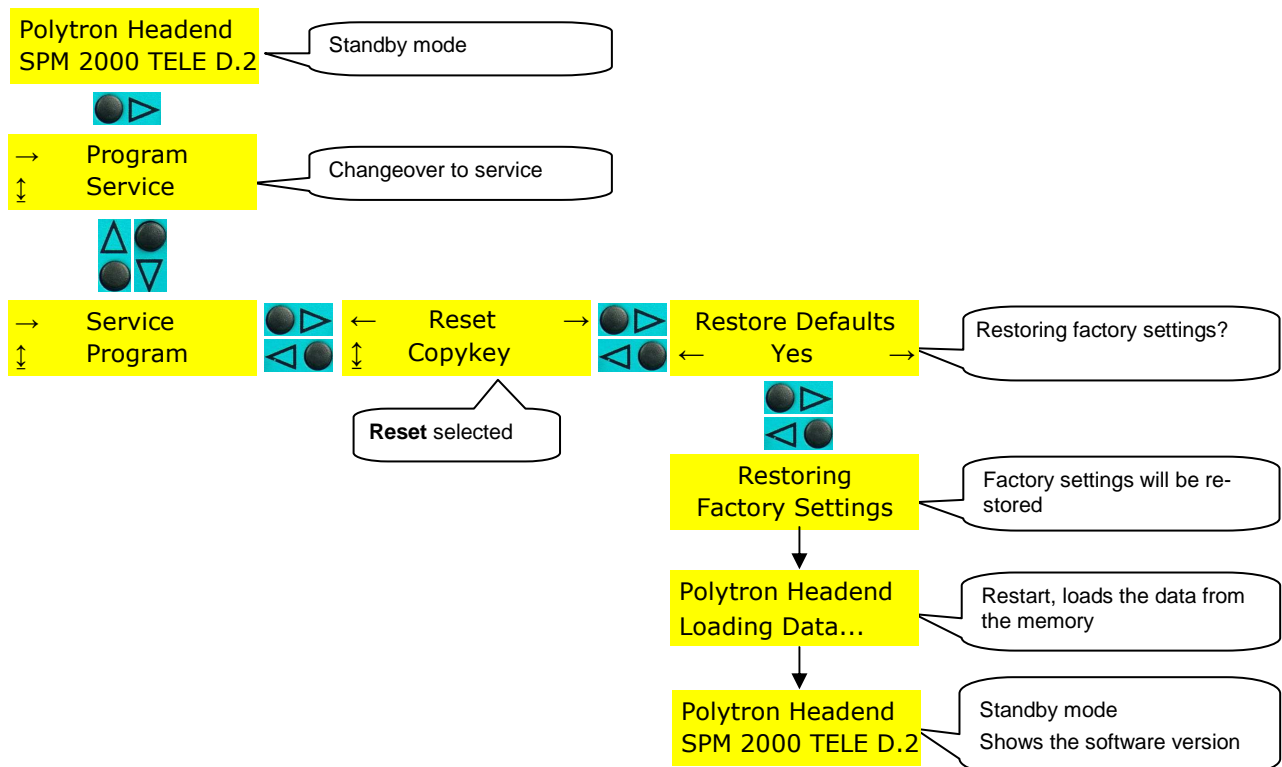 Polytron Headend
SPM 2000 TELE D.2
Standby mode
→ Program
↕ Service
Changeover to service
→ Service
↕ Program
← Reset →
↕ Copykey
Restore Defaults
← Yes →
Restoring factory settings?
Reset selected
Restoring
Factory Settings
Factory settings will be re-
stored
Polytron Headend
Loading Data...
Restart, loads the data from
the memory
Polytron Headend
SPM 2000 TELE D.2
Standby mode
Shows the software version